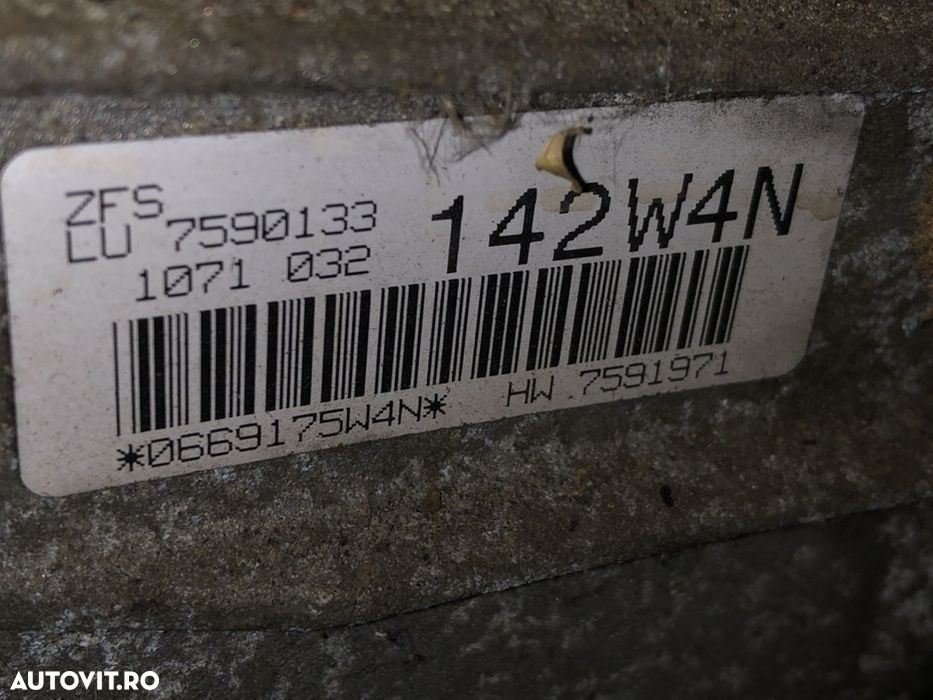 ZFS
LU 7590133
142W4N
1071 032
*0669175W4N*
HW 7591971
AUTOVIT.RO